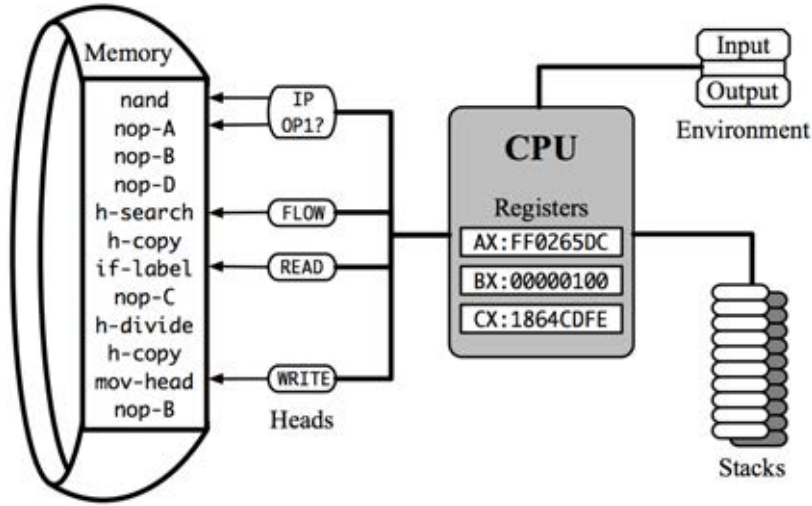 Memory
nand
nop-A
nop-B
nop-D
h-search
h-copy
if-label
nop-C
h-divide
h-copy
mov-head
nop-B
IP
OP1?
FLOW
READ
WRITE
Heads
CPU
Registers
AX:FF0265DC
BX:00000100
CX:1864CDFE
Input
Output
Environment
Stacks